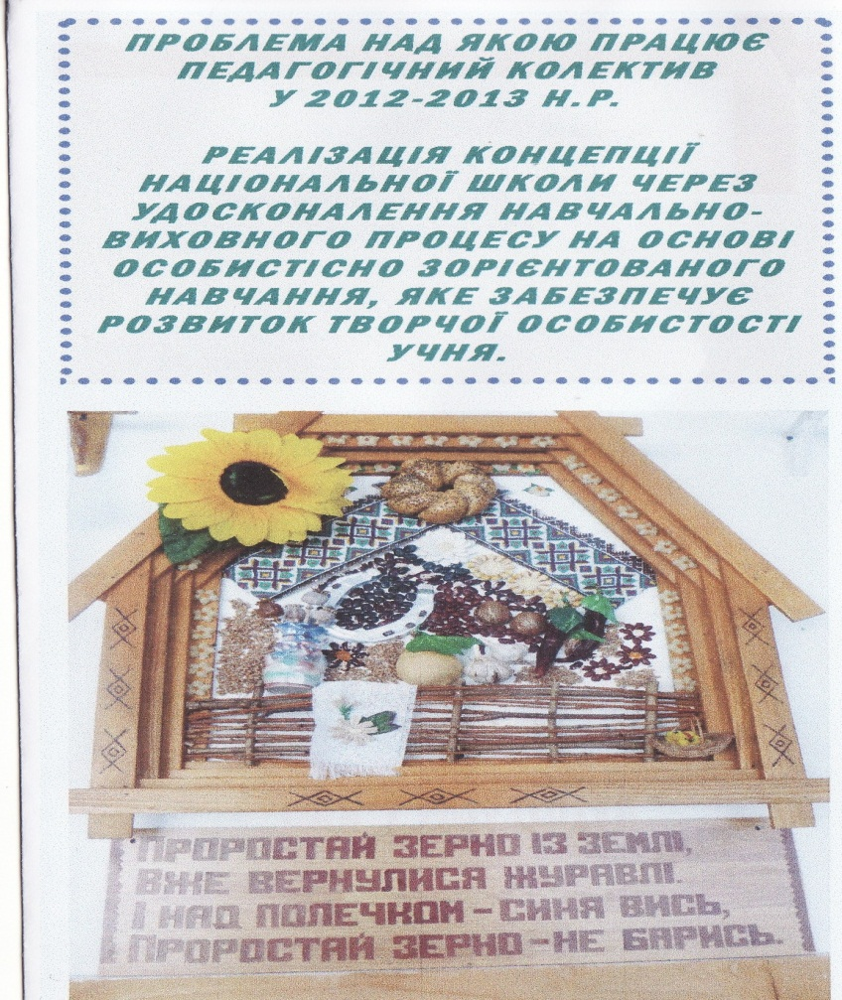 ПРОБЛЕМА НАД ЯКОЮ ПРАЦЮЄ
ПЕДАГОГІЧНИЙ КОЛЕКТИВ
У 2012-2013 Н.Р.
РЕАЛІЗАЦІЯ КОНЦЕПЦІЇ
НАЦІОНАЛЬНОЇ ШКОЛИ ЧЕРЕЗ
УДОСКОНАЛЕННЯ НАВЧАЛЬНО-
ВИХОВНОГО ПРОЦЕСУ НА ОСНОВІ
ОСОБИСТІСНО ЗОРІЄНТОВАНОГО
НАВЧАННЯ, ЯКЕ ЗАБЕЗПЕЧУЄ
РОЗВИТОК ТВОРЧОЇ ОСОБИСТОСТІ
УЧНЯ.
ПРОРОСТАЙ ЗЕРНО ІЗ ЗЕМЛІ,
ВЖЕ ВЕРНУЛИСЯ ЖУРАВЛІ.
І НАД ПОЛЕЧКОМ – СИНЯ ВИСЬ,
ПРОРОСТАЙ ЗЕРНО – НЕ БАРИСЬ.